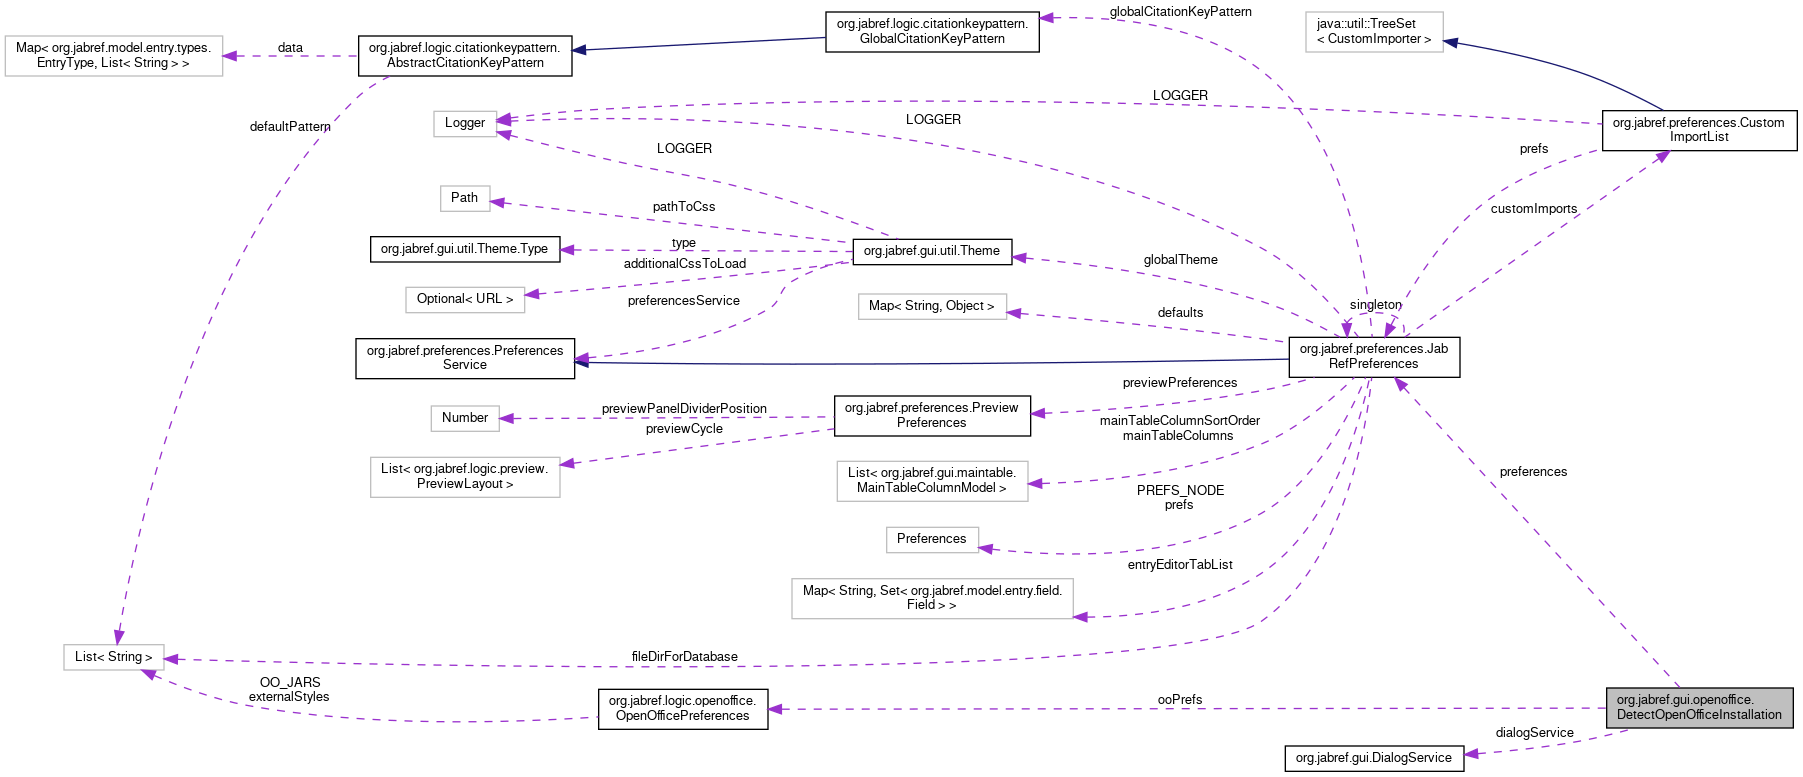 globalCitationKeyPattern
org.jabref.logic.citationkeypattern.
GlobalCitationKeyPattern
java::util::TreeSet
< CustomImporter >
Map< org.jabref.model.entry.types.
EntryType, List< String > >
data
org.jabref.logic.citationkeypattern.
AbstractCitationKeyPattern
LOGGER
Logger
LOGGER
org.jabref.preferences.Custom
ImportList
defaultPattern
LOGGER
prefs
Path
pathToCss
customImports
org.jabref.gui.util.Theme.Type
type
org.jabref.gui.util.Theme
globalTheme
additionalCssToLoad
Optional< URL >
preferencesService
Map< String, Object >
defaults
singleton
org.jabref.preferences.Preferences
Service
org.jabref.preferences.Jab
RefPreferences
previewPreferences
Number
previewPanelDividerPosition
org.jabref.preferences.Preview
Preferences
previewCycle
mainTableColumnSortOrder
mainTableColumns
List< org.jabref.logic.preview.
PreviewLayout >
List< org.jabref.gui.maintable.
MainTableColumnModel >
preferences
PREFS_NODE
prefs
Preferences
entryEditorTabList
Map< String, Set< org.jabref.model.entry.field.
Field > >
List< String >
fileDirForDatabase
OO_JARS
externalStyles
org.jabref.logic.openoffice.
OpenOfficePreferences
ooPrefs
org.jabref.gui.openoffice.
DetectOpenOfficeInstallation
dialogService
org.jabref.gui.DialogService